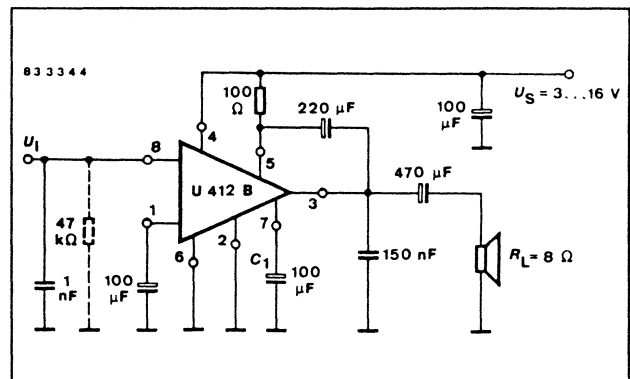 833344
100
Ω
220 μF
100
μF
U_S = 3...16 V
U_I
8
4
5
470 μF
U 412 B
3
1
7
47
kΩ
6
2
C_1
150 nF
R_L = 8 Ω
1
nF
100
μF
100
μF